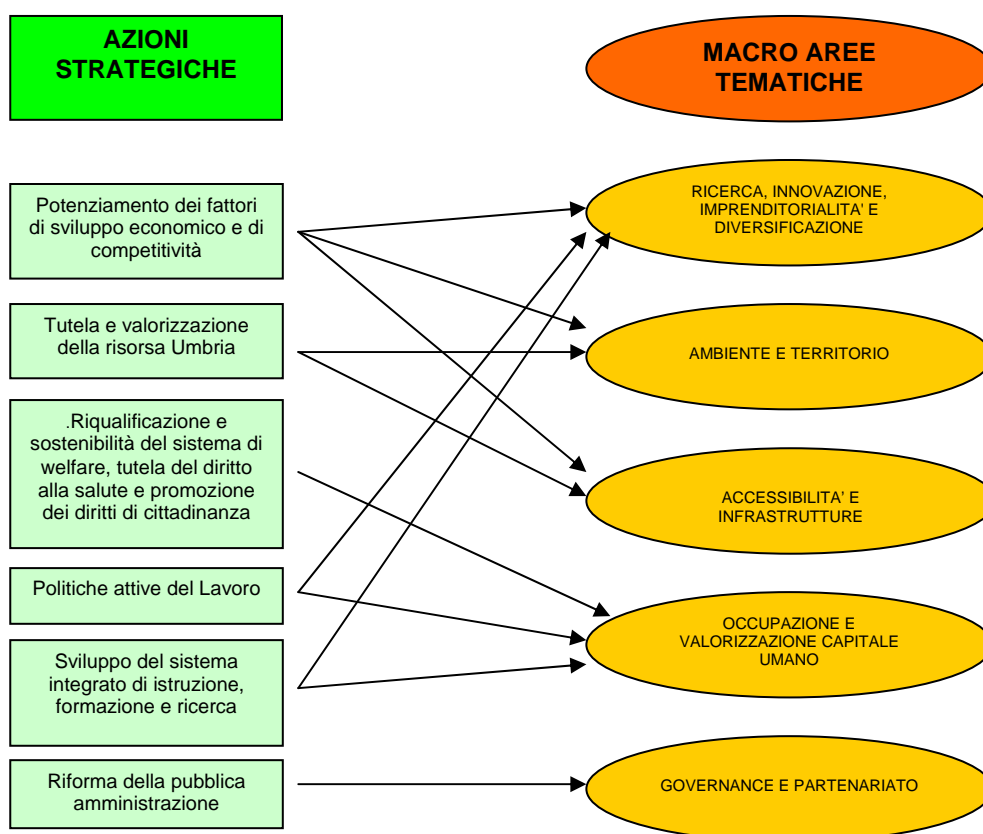 AZIONI
STRATEGICHE
MACRO AREE
TEMATICHE
Potenziamento dei fattori
di sviluppo economico e di
competitività
Tutela e valorizzazione
della risorsa Umbria
.Riqualificazione e
sostenibilità del sistema di
welfare, tutela del diritto
alla salute e promozione
dei diritti di cittadinanza
Politiche attive del Lavoro
Sviluppo del sistema
integrato di istruzione,
formazione e ricerca
Riforma della pubblica
amministrazione
RICERCA, INNOVAZIONE,
IMPRENDITORIALITA' E
DIVERSIFICAZIONE
AMBIENTE E TERRITORIO
ACCESSIBILITA' E
INFRASTRUTTURE
OCCUPAZIONE E
VALORIZZAZIONE CAPITALE
UMANO
GOVERNANCE E PARTENARIATO